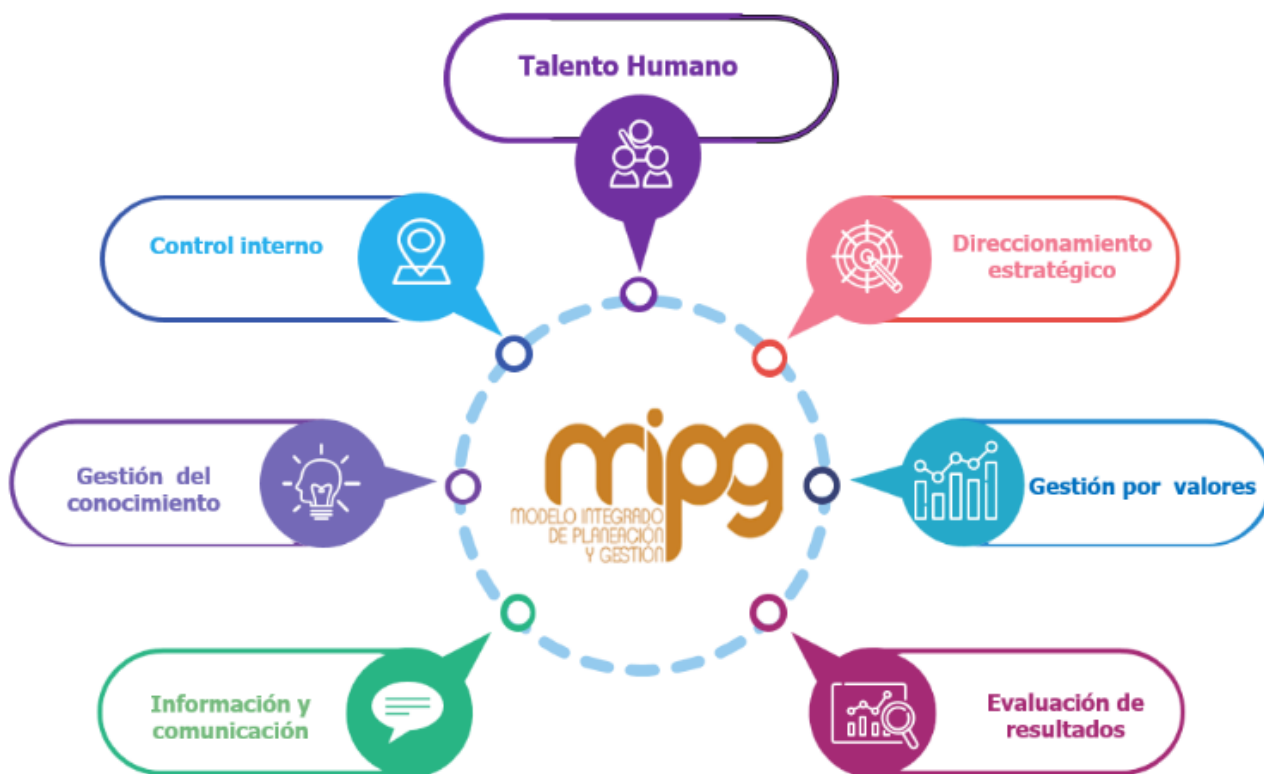 Talento Humano
Control interno
Direccionamiento
estratégico
Gestión del
conocimiento
mipg
MODELO INTEGRADO
DE PLANEACIÓN
Y GESTIÓN
Gestión por valores
Información y
comunicación
Evaluación de
resultados